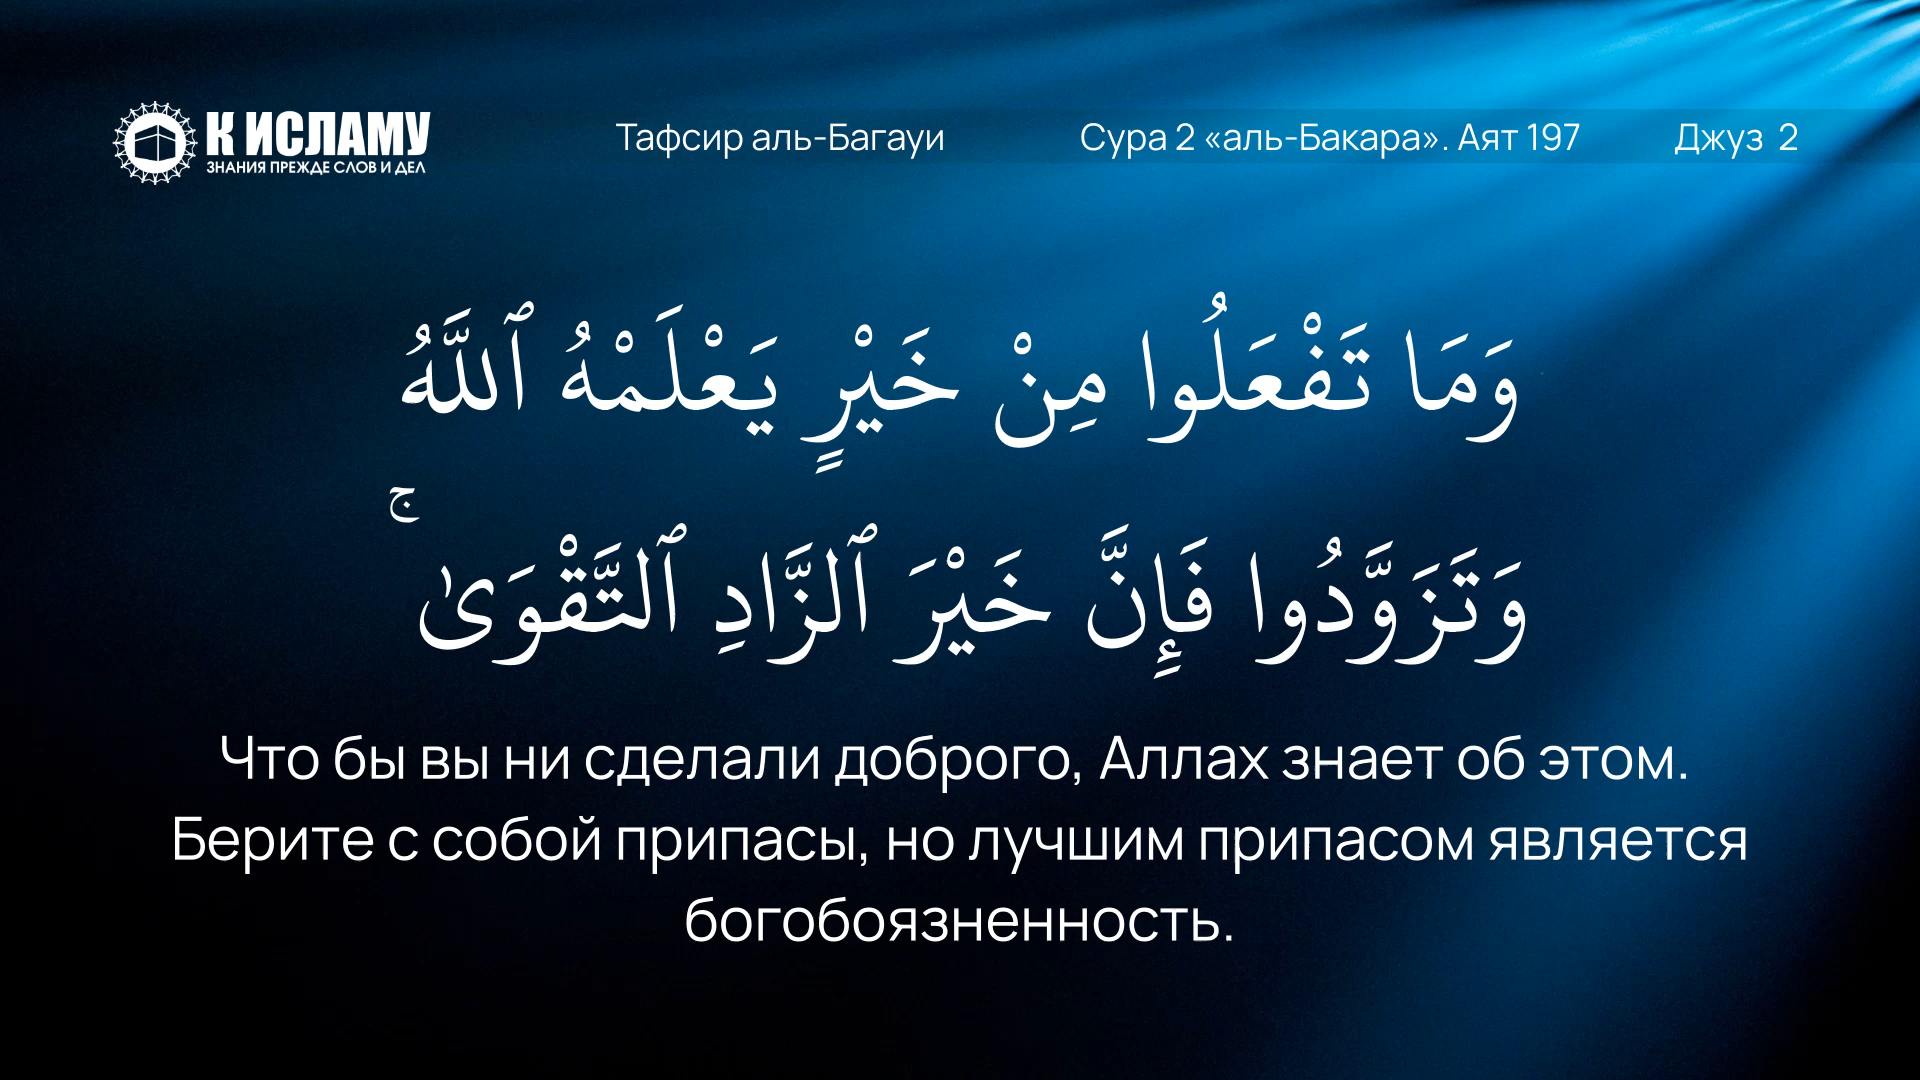 К ИСЛАМУ
ЗНАНИЯ ПРЕЖДЕ СЛОВ И ДЕЛ
Тафсир аль-Багауи
Сура 2 «аль-Бакара». Аят 197
Джуз 2
وَمَا تَفْعَلُوا مِنْ خَيْرٍ يَعْلَمْهُ ٱللَّهُ
وَتَزَوَّدُوا فَإِنَّ خَيْرَ ٱلزَّادِ ٱلتَّقْوَىٰ ۚ
Что бы вы ни сделали доброго, Аллах знает об этом.
Берите с собой припасы, но лучшим припасом является
богобоязненность.